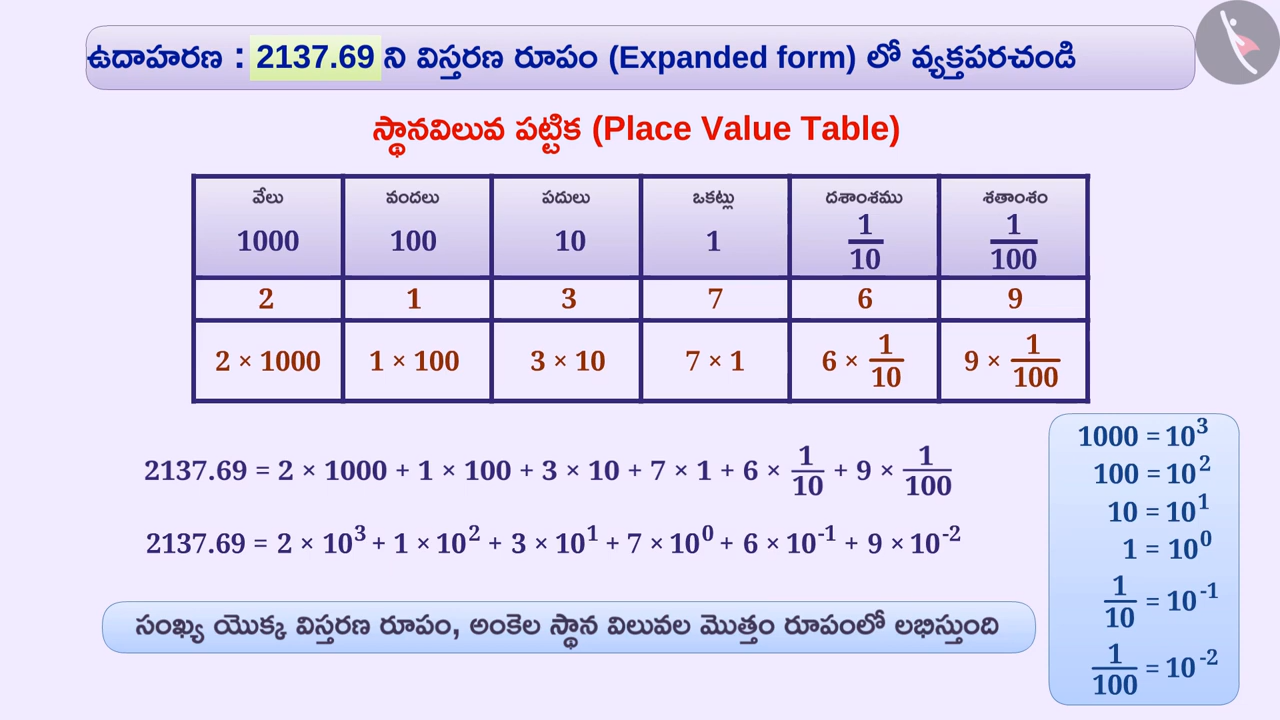 ఉదాహరణ : 2137.69 ని విస్తరణ రూపం (Expanded form) లో వ్యక్తపరచండి
స్థానవిలువ పట్టిక (Place Value Table)
వేలు వందలు పదులు ఒకట్లు దశాంశము శతాంశం
1000 100 10 1 1/10 1/100
2 1 3 7 6 9
2 × 1000 1 × 100 3 × 10 7 × 1 6 × 1/10 9 × 1/100
2137.69 = 2 × 1000 + 1 × 100 + 3 × 10 + 7 × 1 + 6 × 1/10 + 9 × 1/100
2137.69 = 2 × 10³ + 1 × 10² + 3 × 10¹ + 7 × 10⁰ + 6 × 10⁻¹ + 9 × 10⁻²
సంఖ్య యొక్క విస్తరణ రూపం, అంకెల స్థాన విలువల మొత్తం రూపంలో లభిస్తుంది
1000 = 10³
100 = 10²
10 = 10¹
1 = 10⁰
1/10 = 10⁻¹
1/100 = 10⁻²